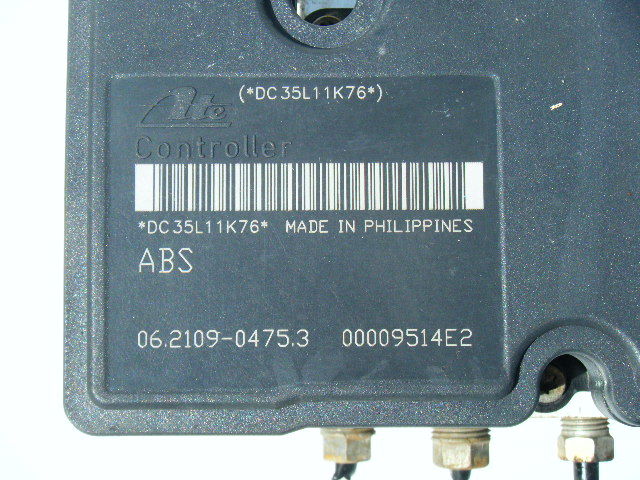 (*DC35L11K76*)
Ate
Controller
*DC35L11K76* MADE IN PHILIPPINES
ABS
06.2109-0475.3 00009514E2